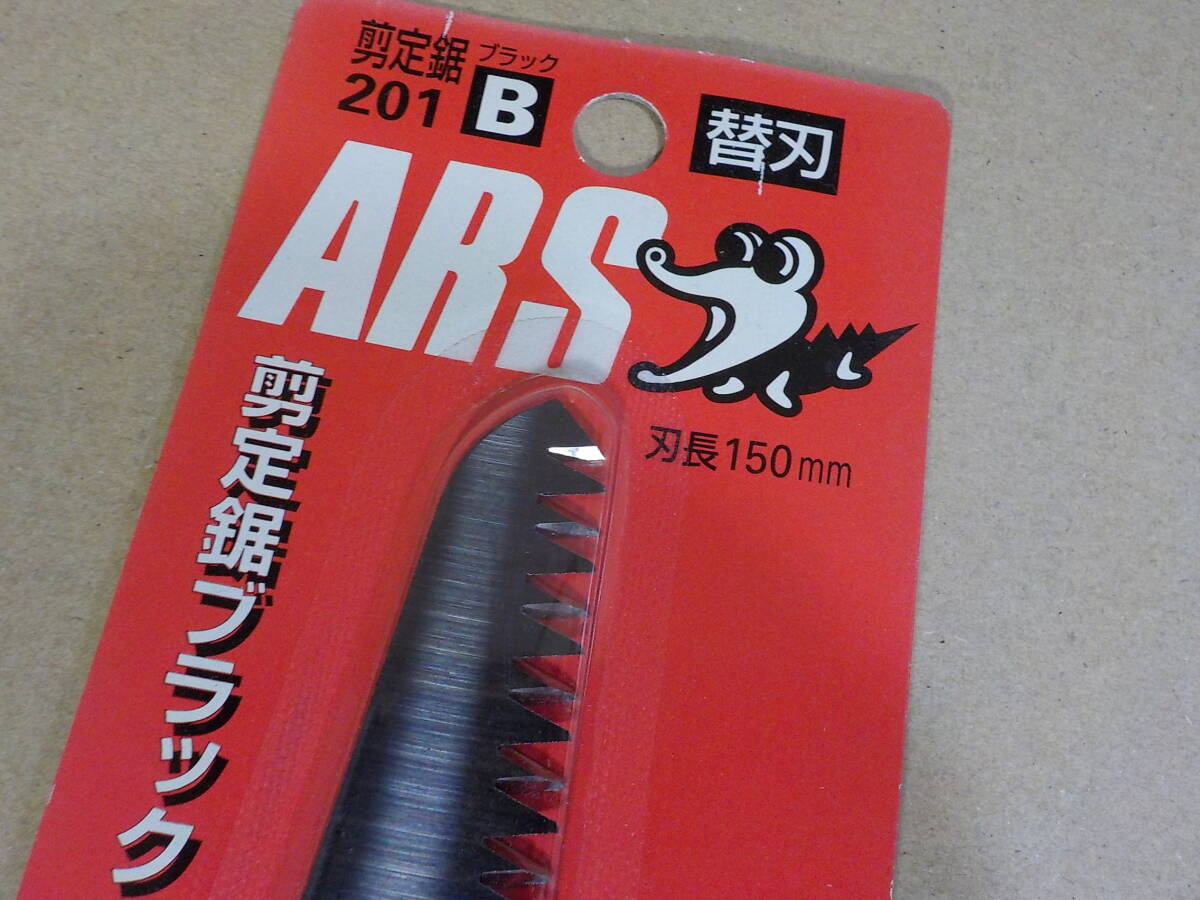 剪定鋸 ブラック
201 B
替刃
ARS
刃長150mm
剪定鋸ブラック